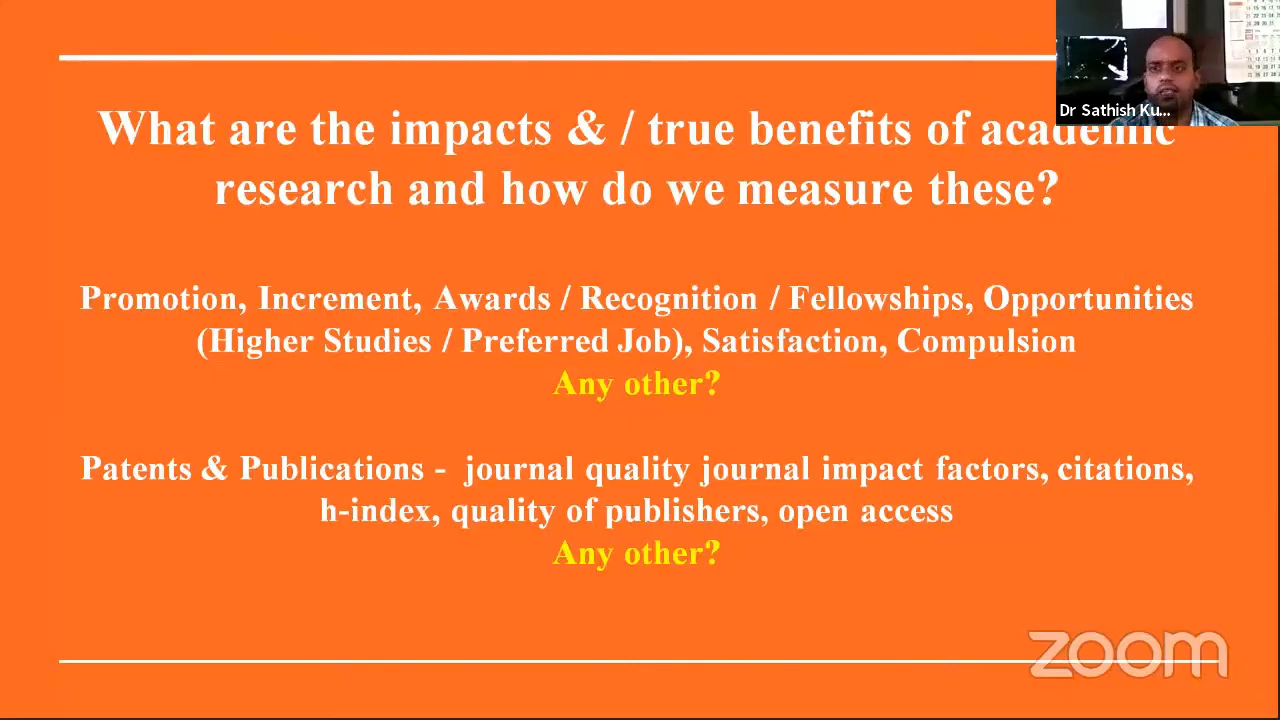 What are the impacts & / true benefits of academic
research and how do we measure these?
Promotion, Increment, Awards / Recognition / Fellowships, Opportunities
(Higher Studies / Preferred Job), Satisfaction, Compulsion
Any other?
Patents & Publications - journal quality journal impact factors, citations,
h-index, quality of publishers, open access
Any other?
Dr Sathish Ku...
zoom